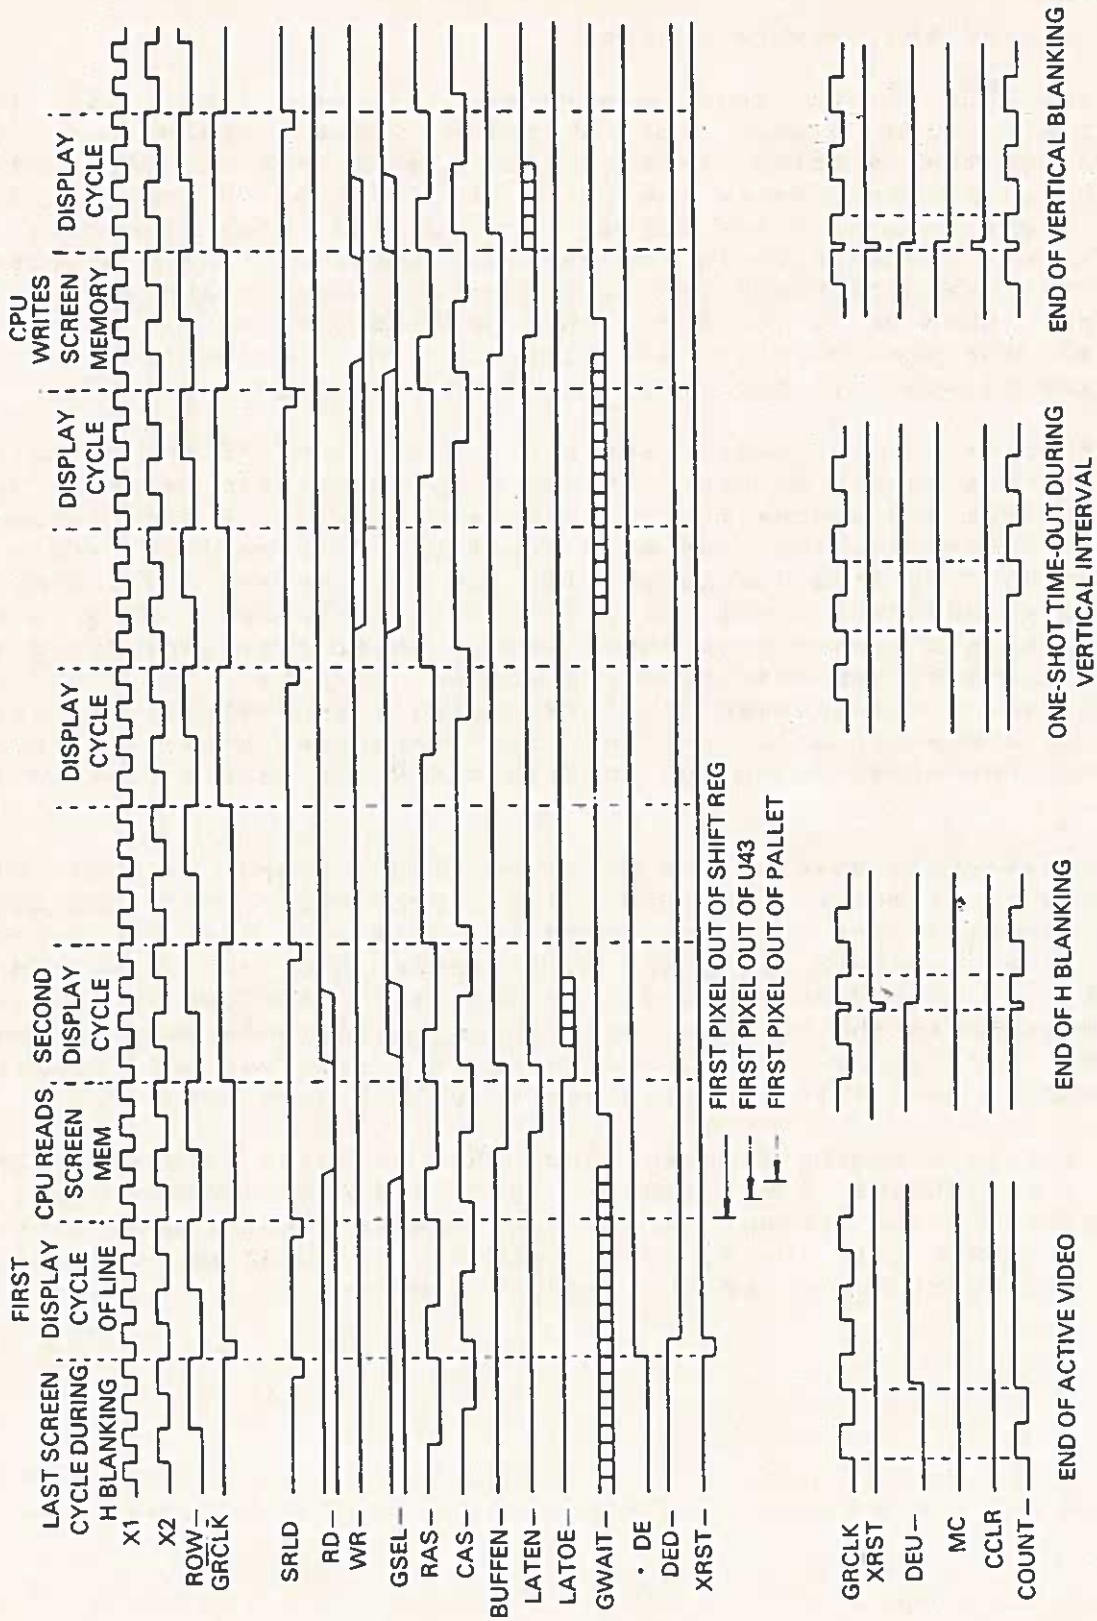 LAST SCREEN
CYCLE DURING
H BLANKING
FIRST
DISPLAY
CYCLE
OF LINE
CPU READS
SCREEN
MEM
SECOND
DISPLAY
CYCLE
DISPLAY
CYCLE
DISPLAY
CYCLE
CPU
WRITES
SCREEN
MEMORY
DISPLAY
CYCLE
X1
X2
ROW–
GRCLK
SRLD
RD–
WR–
GSEL–
RAS–
CAS–
BUFFEN–
LATEN–
LATOE–
GWAIT–
• DE
DED–
XRST–
FIRST PIXEL OUT OF SHIFT REG
FIRST PIXEL OUT OF U43
FIRST PIXEL OUT OF PALLET
GRCLK
XRST
DEU–
MC
CCLR
COUNT–
END OF ACTIVE VIDEO
END OF H BLANKING
ONE-SHOT TIME-OUT DURING
VERTICAL INTERVAL
END OF VERTICAL BLANKING